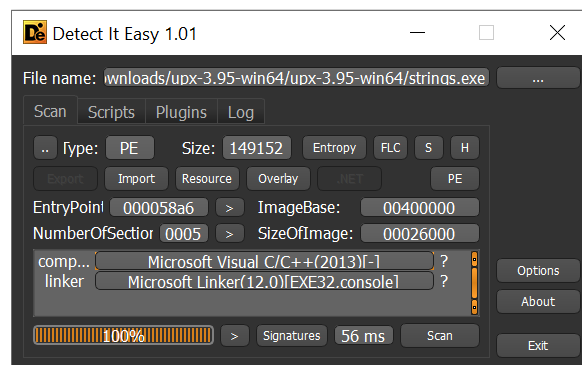 Detect It Easy 1.01
File name: ownloads/upx-3.95-win64/upx-3.95-win64/strings.exe ...
Scan Scripts Plugins Log
.. Type: PE Size: 149152 Entropy FLC S H
Export Import Resource Overlay .NET PE
EntryPoint 000058a6 > ImageBase: 00400000
NumberOfSection 0005 > SizeOfImage: 00026000
comp... Microsoft Visual C/C++(2013)[-] ?
linker Microsoft Linker(12.0)[EXE32.console] ?
Options
About
100% > Signatures 56 ms Scan
Exit